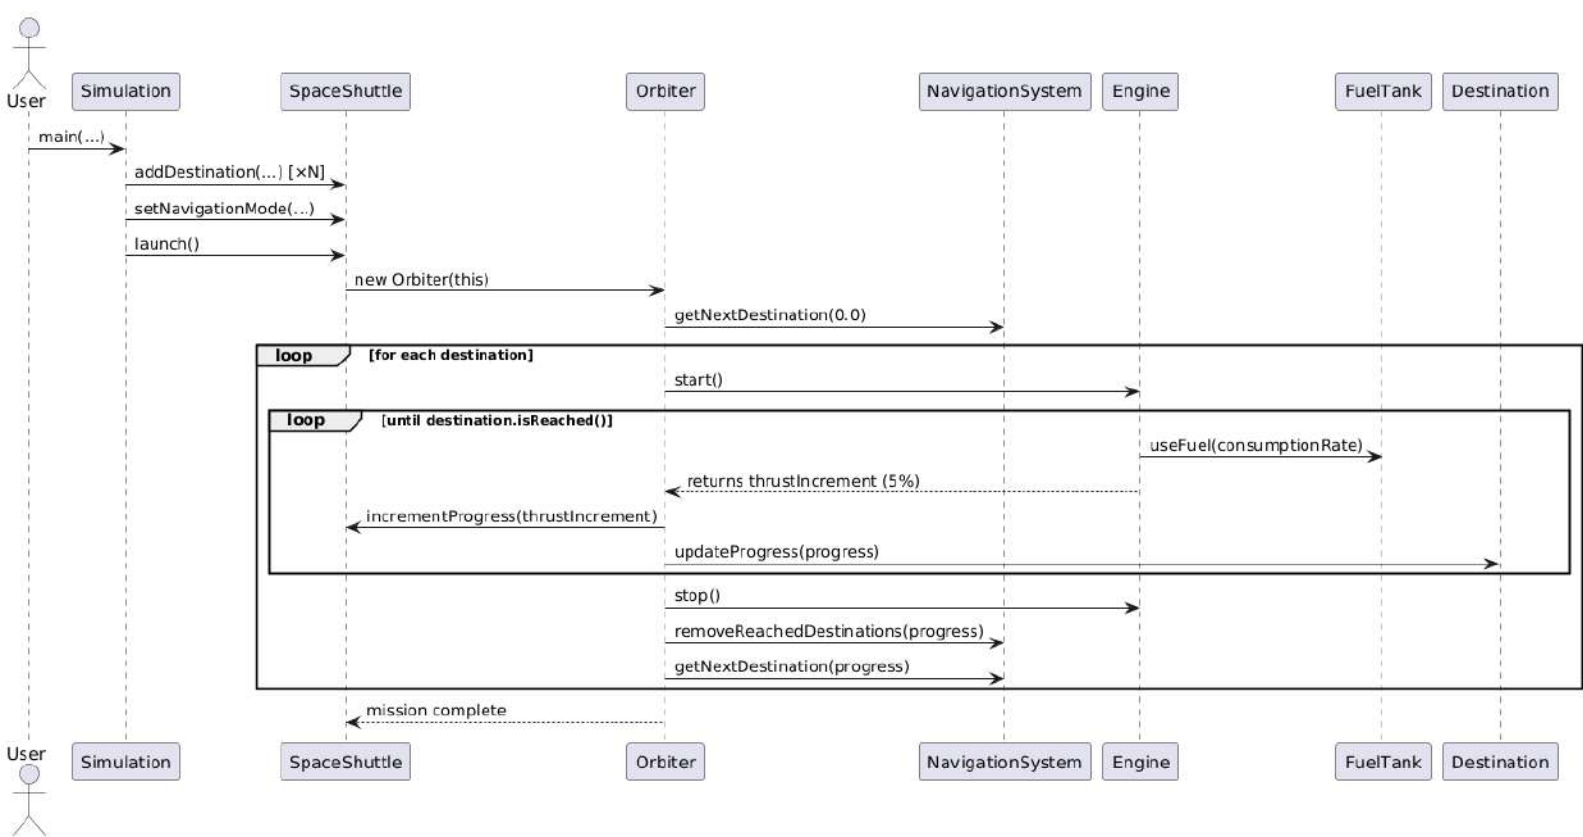 User
Simulation
SpaceShuttle
Orbiter
NavigationSystem
Engine
FuelTank
Destination
main(...)
addDestination(...) [×N]
setNavigationMode(...)
launch()
new Orbiter(this)
getNextDestination(0.0)
loop [for each destination]
start()
loop [until destination.isReached()]
useFuel(consumptionRate)
returns thrustIncrement (5%)
incrementProgress(thrustIncrement)
updateProgress(progress)
stop()
removeReachedDestinations(progress)
getNextDestination(progress)
mission complete
User
Simulation
SpaceShuttle
Orbiter
NavigationSystem
Engine
FuelTank
Destination